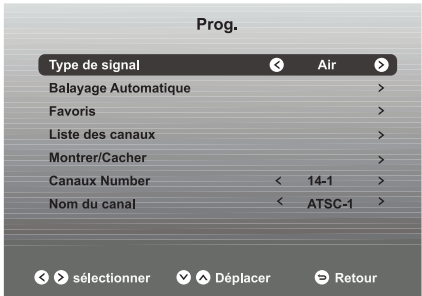 Prog.
Type de signal < Air >
Balayage Automatique >
Favoris >
Liste des canaux >
Montrer/Cacher >
Canaux Number < 14-1 >
Nom du canal < ATSC-1 >
sélectionner Déplacer Retour